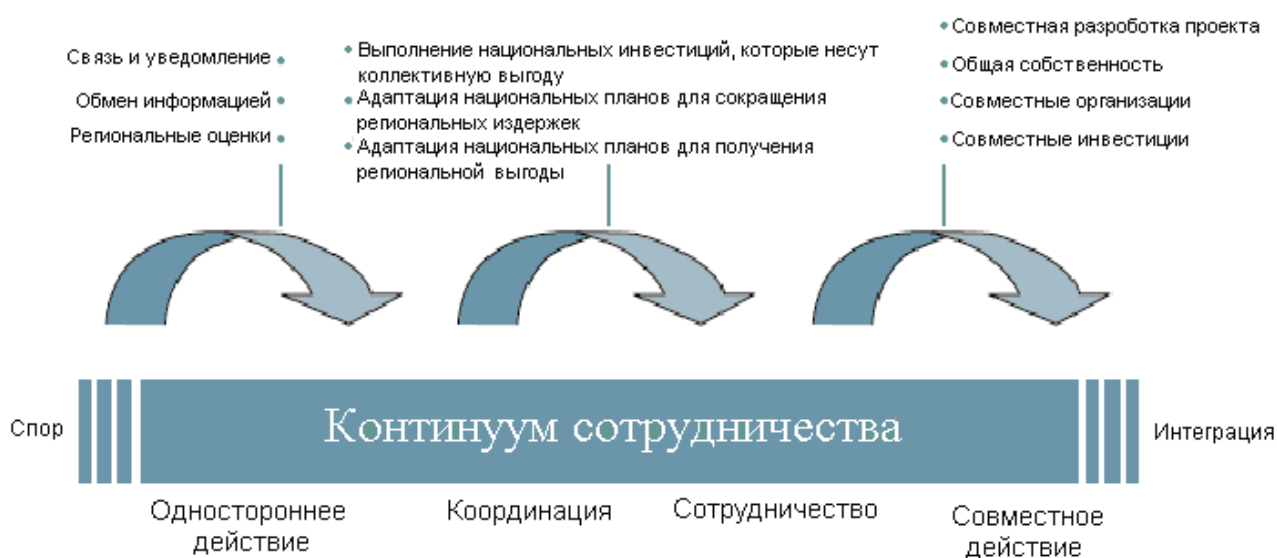 Связь и уведомление •
Обмен информацией •
Региональные оценки •
• Выполнение национальных инвестиций, которые несут
коллективную выгоду
• Адаптация национальных планов для сокращения
региональных издержек
• Адаптация национальных планов для получения
региональной выгоды
• Совместная разроботка проекта
• Общая собственность
• Совместные организации
• Совместные инвестиции
Спор
Континуум сотрудничества
Интеграция
Одностороннее
действие
Координация
Сотрудничество
Совместное
действие